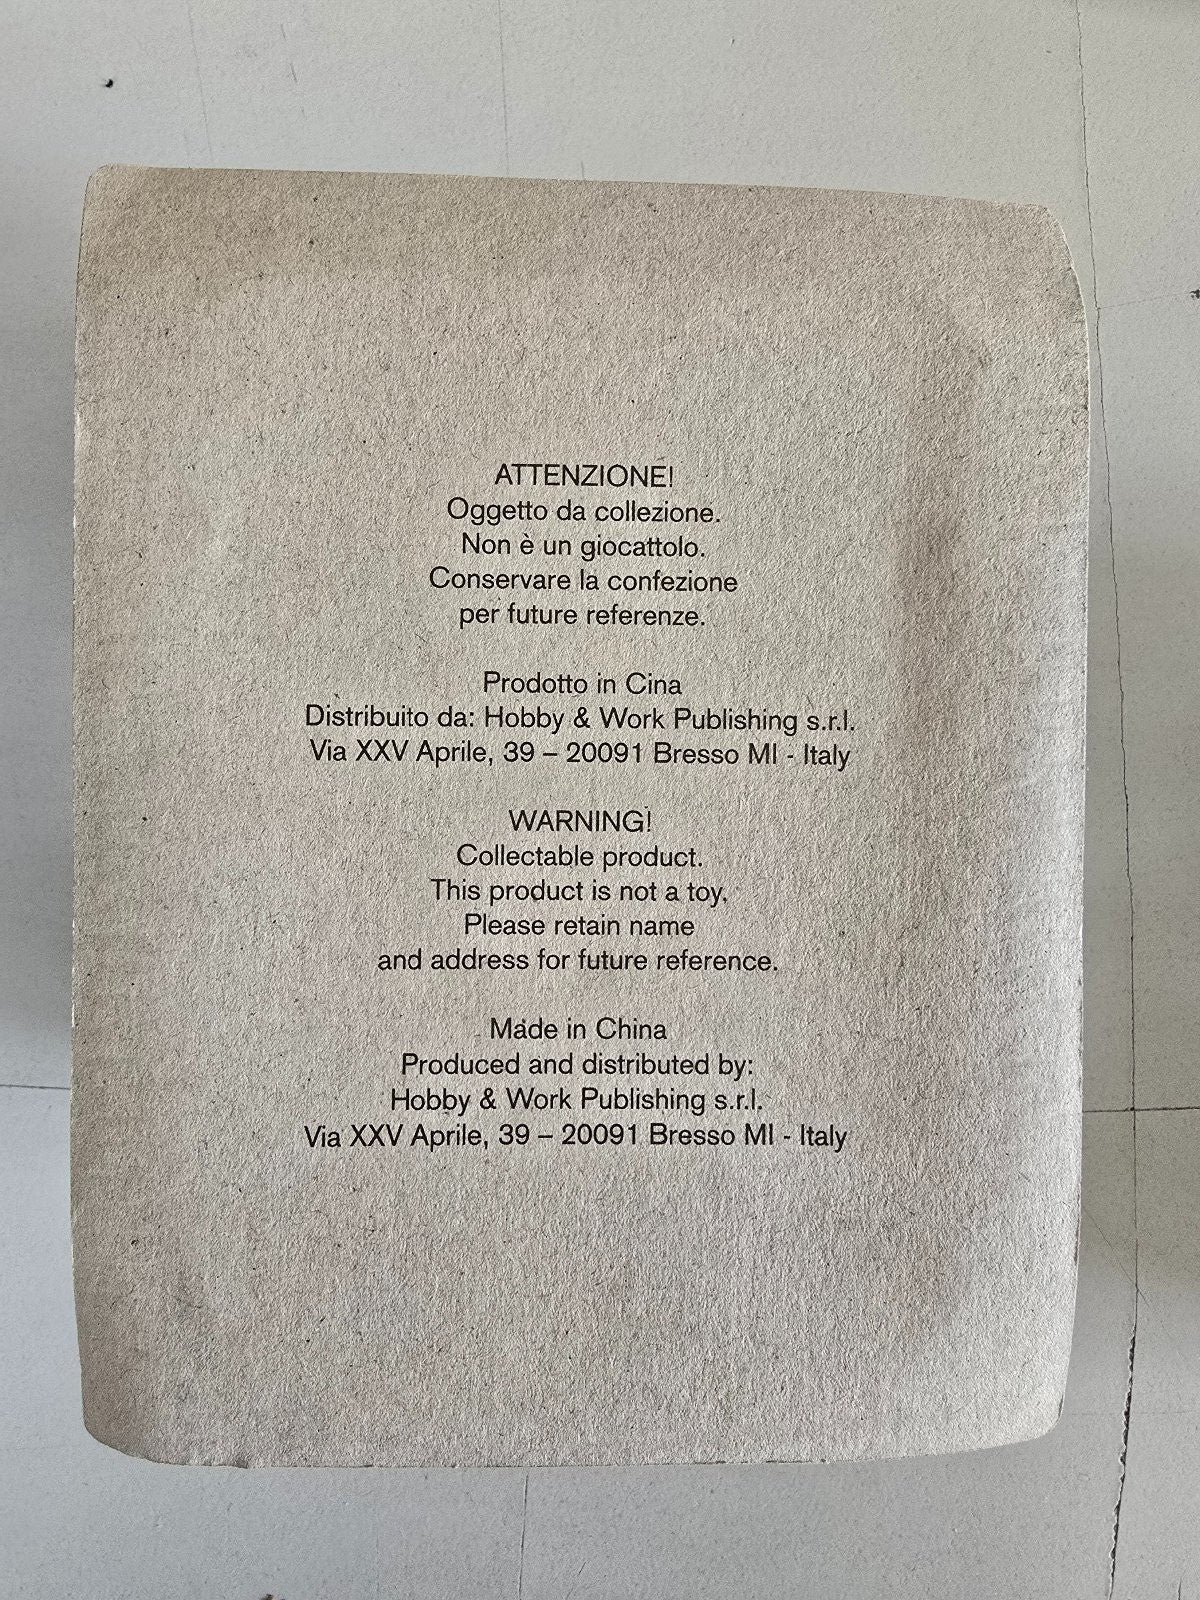 ATTENZIONE!
Oggetto da collezione.
Non è un giocattolo.
Conservare la confezione
per future referenze.
Prodotto in Cina
Distribuito da: Hobby & Work Publishing s.r.l.
Via XXV Aprile, 39 – 20091 Bresso MI - Italy
WARNING!
Collectable product.
This product is not a toy,
Please retain name
and address for future reference.
Made in China
Produced and distributed by:
Hobby & Work Publishing s.r.l.
Via XXV Aprile, 39 – 20091 Bresso MI - Italy